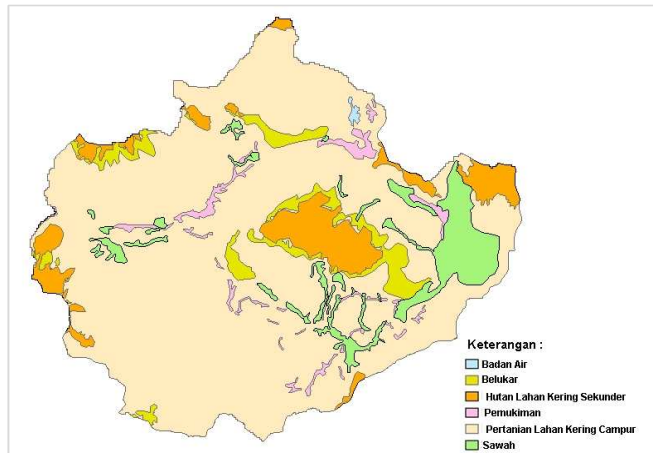 Keterangan :
Badan Air
Belukar
Hutan Lahan Kering Sekunder
Pemukiman
Pertanian Lahan Kering Campur
Sawah